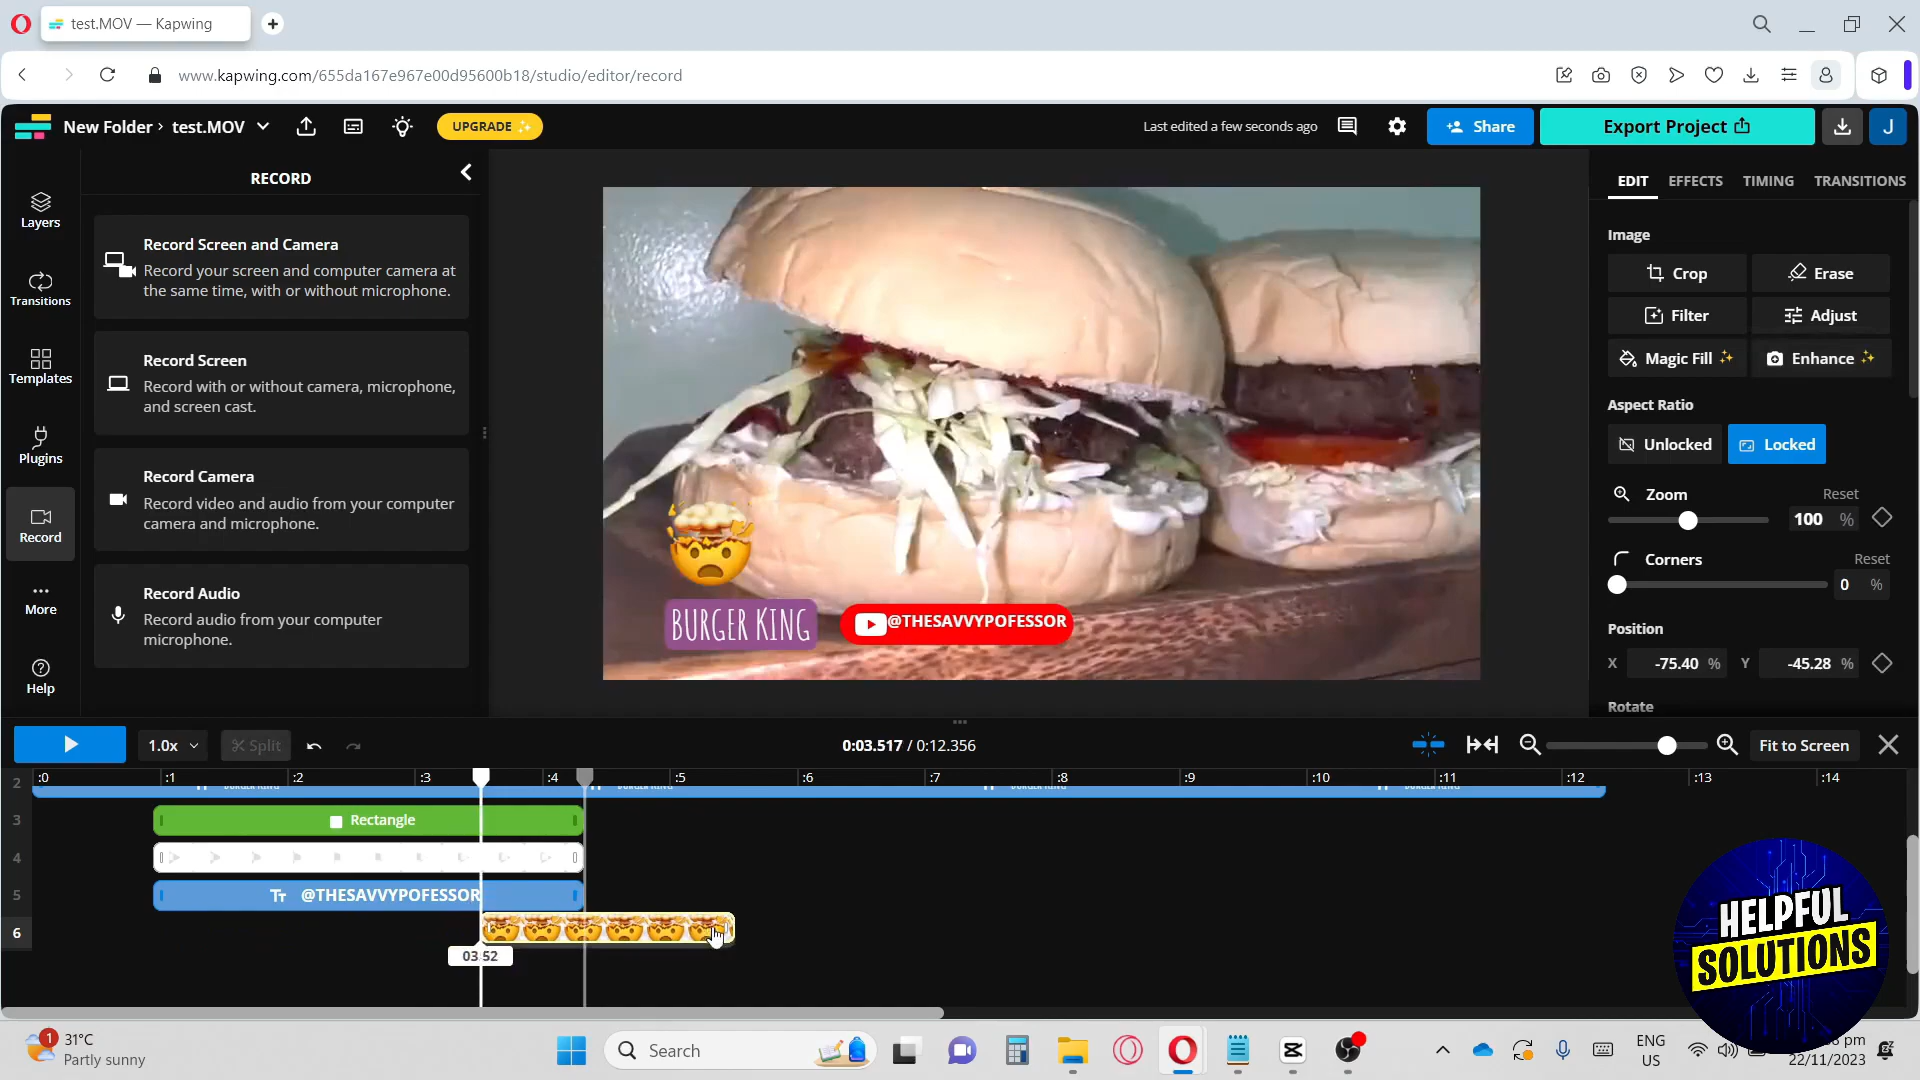 test.MOV — Kapwing
www.kapwing.com/655da167e967e00d95600b18/studio/editor/record
New Folder › test.MOV
UPGRADE
Last edited a few seconds ago
Share
Export Project
J
Layers
Transitions
Templates
Plugins
Record
More
Help
RECORD
Record Screen and Camera
Record your screen and computer camera at
the same time, with or without microphone.
Record Screen
Record with or without camera, microphone,
and screen cast.
Record Camera
Record video and audio from your computer
camera and microphone.
Record Audio
Record audio from your computer
microphone.
BURGER KING
@THESAVVYPOFESSOR
EDIT EFFECTS TIMING TRANSITIONS
Image
Crop Erase
Filter Adjust
Magic Fill Enhance
Aspect Ratio
Unlocked Locked
Zoom Reset
100 %
Corners Reset
0 %
Position
X -75.40 % Y -45.28 %
Rotate
1.0x Split
0:03.517 / 0:12.356
Fit to Screen
:0 :1 :2 :3 :4 :5 :6 :7 :8 :9 :10 :11 :12 :13 :14
2
3 Rectangle
4
5 Tт @THESAVVYPOFESSOR
6
03:52
HELPFUL
SOLUTIONS
1
31°C
Partly sunny
Search
ENG
US
pm
22/11/2023